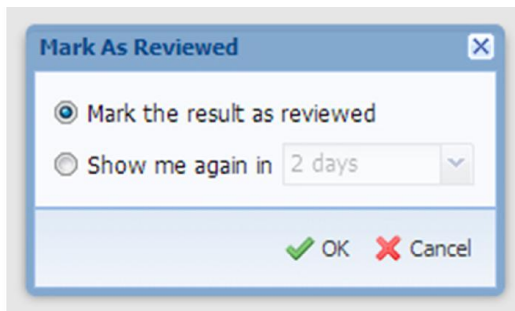 Mark As Reviewed
Mark the result as reviewed
Show me again in 2 days
OK Cancel